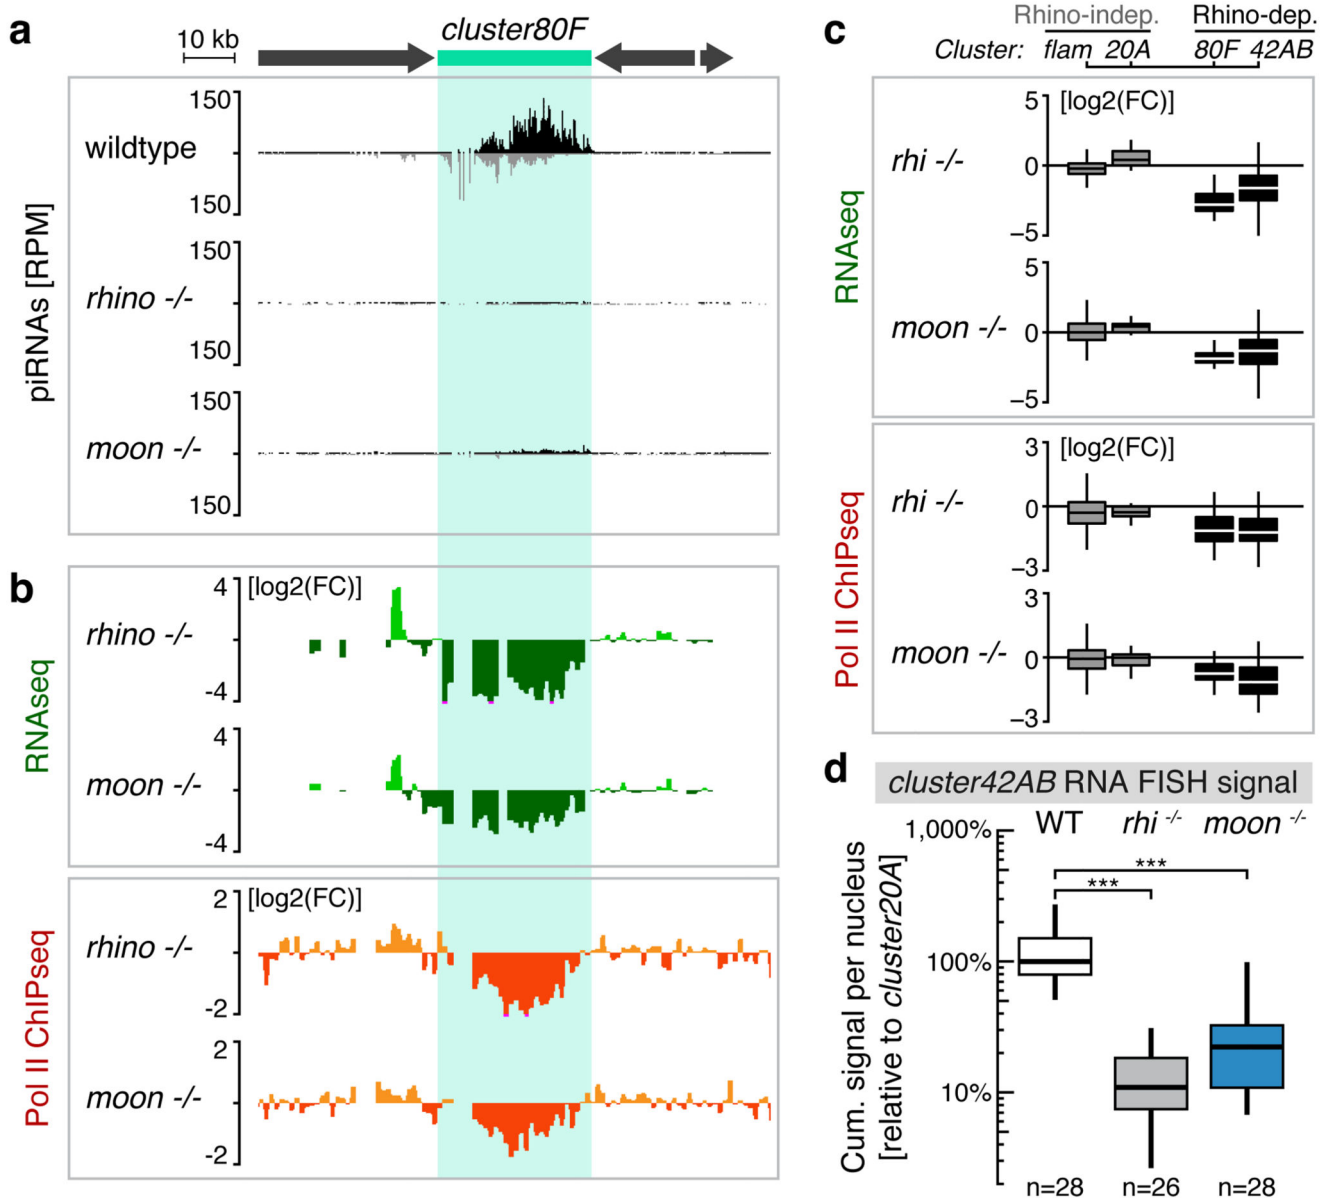 a
10 kb
cluster80F
piRNAs [RPM]
wildtype
150
150
rhino -/-
150
150
moon -/-
150
150
b
RNAseq
[log2(FC)]
rhino -/-
4
-4
moon -/-
4
-4
Pol II ChIPseq
[log2(FC)]
rhino -/-
2
-2
moon -/-
2
-2
c
Rhino-indep. Rhino-dep.
Cluster: flam 20A 80F 42AB
RNAseq
[log2(FC)]
rhi -/-
5
0
−5
moon -/-
5
0
−5
Pol II ChIPseq
[log2(FC)]
rhi -/-
3
0
−3
moon -/-
3
0
−3
d
cluster42AB RNA FISH signal
WT rhi -/- moon -/-
Cum. signal per nucleus
[relative to cluster20A]
1,000%
100%
10%
***
***
n=28 n=26 n=28